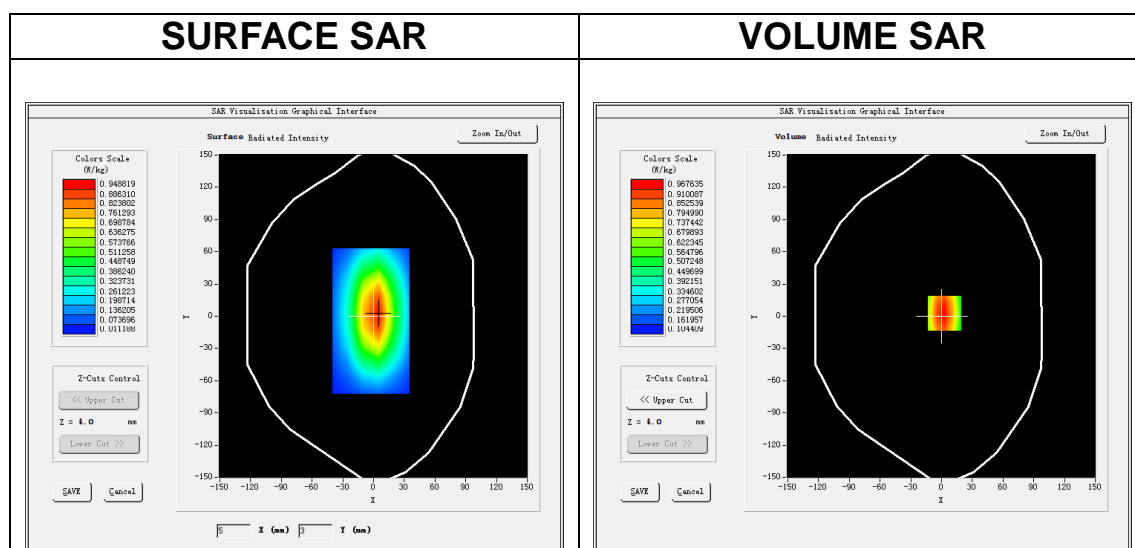 SURFACE SAR
VOLUME SAR
SAR Visualisation Graphical Interface
Surface Radiated Intensity
Zoom In/Out
Colors Scale
(W/kg)
0.948819
0.886310
0.823802
0.761293
0.698784
0.636275
0.573766
0.511258
0.448749
0.386240
0.323731
0.261223
0.198714
0.136205
0.073696
0.011188
150
120
90
60
30
0
-30
-60
-90
-120
-150
Y
-150 -120 -90 -60 -30 0 30 60 90 120 150
X
Z-Cuts Control
<< Upper Cut
Z = 4.0 mm
Lower Cut >>
SAVE Cancel
5 X (mm) 3 Y (mm)
SAR Visualisation Graphical Interface
Volume Radiated Intensity
Zoom In/Out
Colors Scale
(W/kg)
0.967635
0.910087
0.852539
0.794990
0.737442
0.679893
0.622345
0.564796
0.507248
0.449699
0.392151
0.334602
0.277054
0.219506
0.161957
0.104409
150
120
90
60
30
0
-30
-60
-90
-120
-150
Y
-150 -120 -90 -60 -30 0 30 60 90 120 150
X
Z-Cuts Control
<< Upper Cut
Z = 4.0 mm
Lower Cut >>
SAVE Cancel